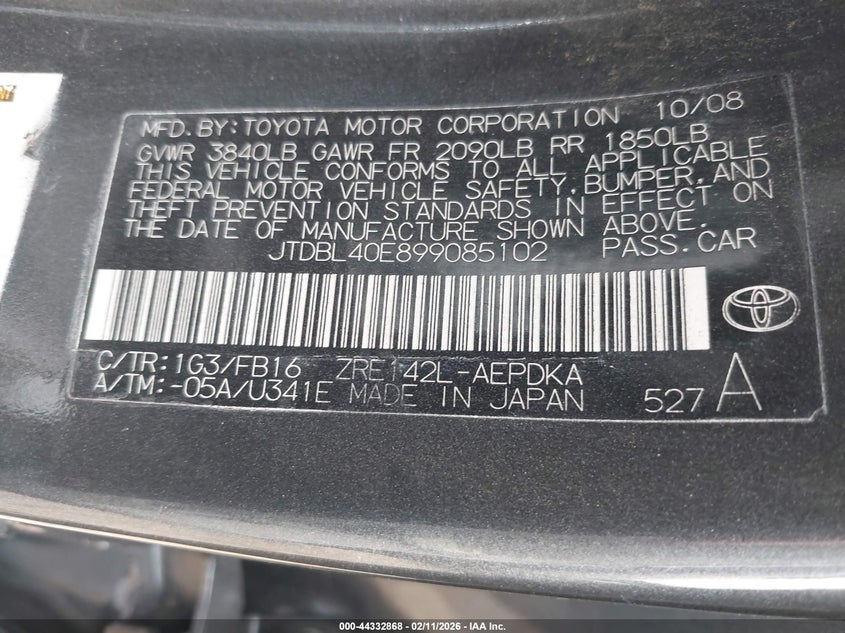 MFD.BY:TOYOTA MOTOR CORPORATION 10/08
GVWR 3840LB GAWR FR 2090LB RR 1850LB
THIS VEHICLE CONFORMS TO ALL APPLICABLE
FEDERAL MOTOR VEHICLE SAFETY,BUMPER,AND
THEFT PREVENTION STANDARDS IN EFFECT ON
THE DATE OF MANUFACTURE SHOWN ABOVE.
JTDBL40E899085102 PASS.CAR
C/TR:1G3/FB16 ZRE142L-AEPDKA
A/TM:-05A/U341E MADE IN JAPAN 527 A
000-44332868 - 02/11/2026 - IAA Inc.